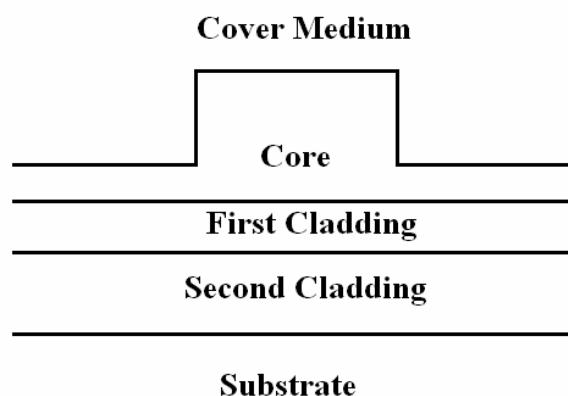 Cover Medium
Core
First Cladding
Second Cladding
Substrate